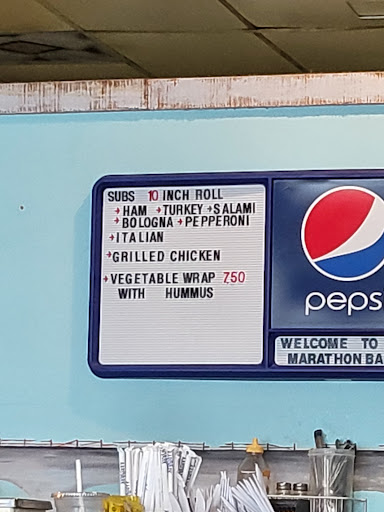 SUBS 10 INCH ROLL
→HAM →TURKEY →SALAMI
→BOLOGNA →PEPPERONI
→ITALIAN
→GRILLED CHICKEN
→VEGETABLE WRAP 7.50
WITH HUMMUS
peps
WELCOME TO
MARATHON BA